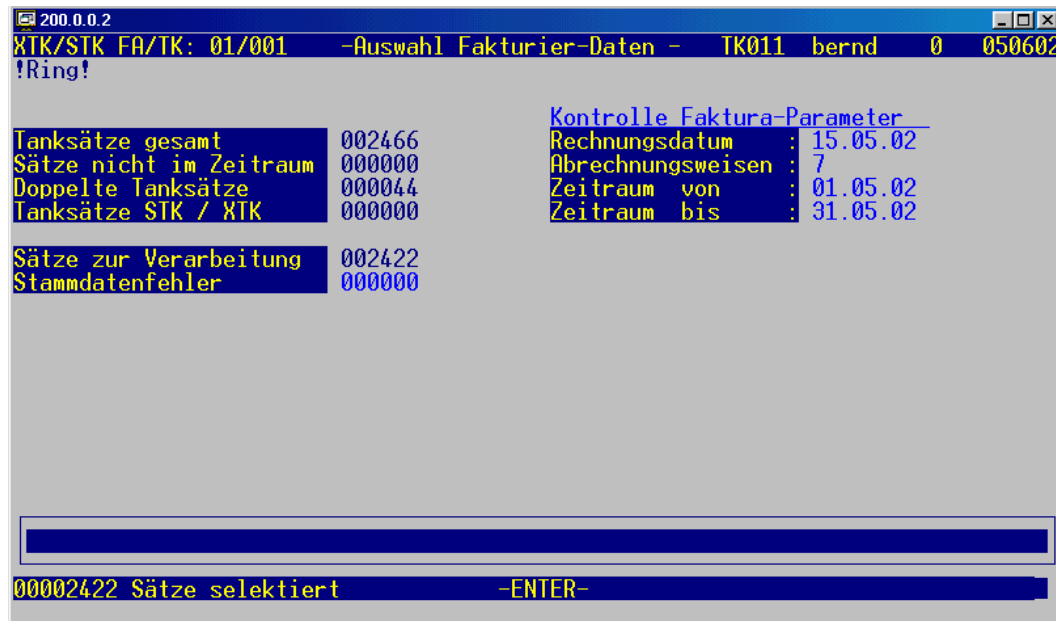 200.0.0.2
XTK/STK FA/TK: 01/001 -Auswahl Fakturier-Daten - TK011 bernd 0 050602
!Ring!
Kontrolle Faktura-Parameter
Tanksätze gesamt 002466 Rechnungsdatum : 15.05.02
Sätze nicht im Zeitraum 000000 Abrechnungsweisen : 7
Doppelte Tanksätze 000044 Zeitraum von : 01.05.02
Tanksätze STK / XTK 000000 Zeitraum bis : 31.05.02
Sätze zur Verarbeitung 002422
Stammdatenfehler 000000
00002422 Sätze selektiert -ENTER-